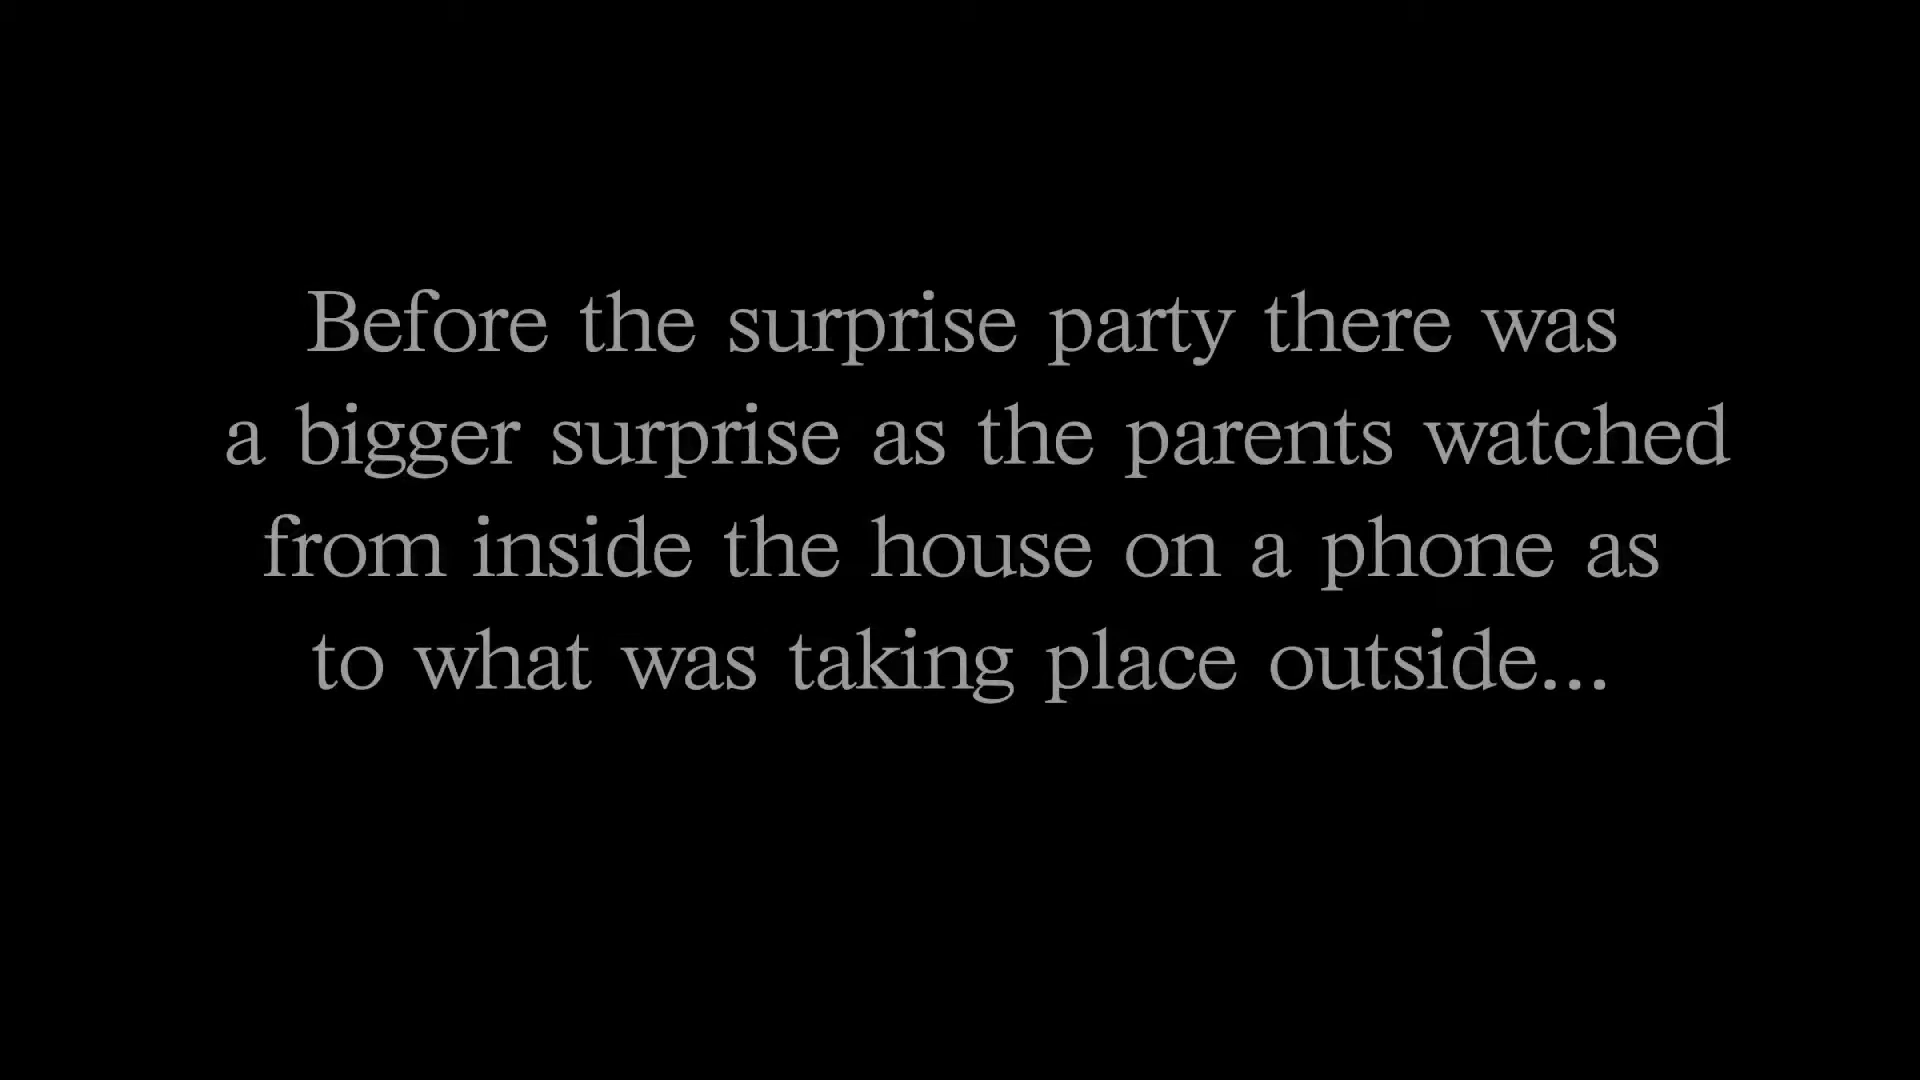 Before the surprise party there was
a bigger surprise as the parents watched
from inside the house on a phone as
to what was taking place outside...